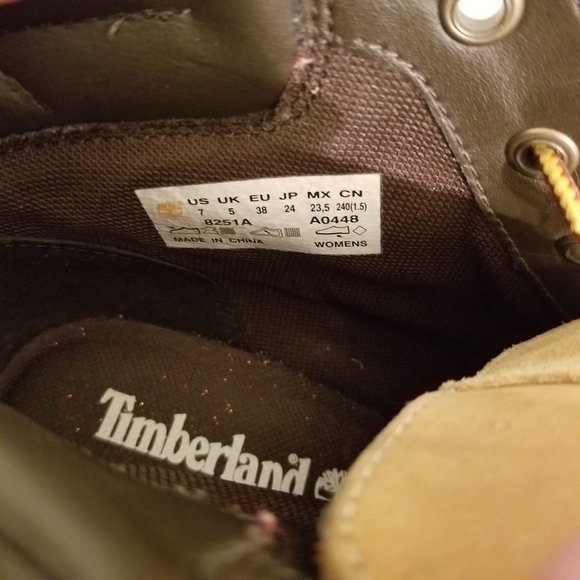 US UK EU JP MX CN
7 5 38 24 23,5 240(1.5)
8251A A0448
MADE IN CHINA WOMENS
Timberland